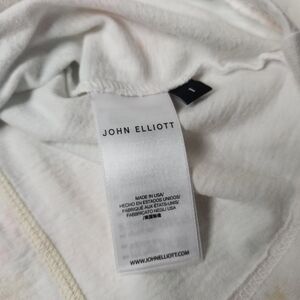 JOHN ELLIOTT
MADE IN USA/
HECHO EN ESTADOS UNIDOS/
FABRIQUÉ AUX ÉTATS-UNIS/
FABBRICATO NEGLI USA
WWW.JOHNELLIOTT.COM